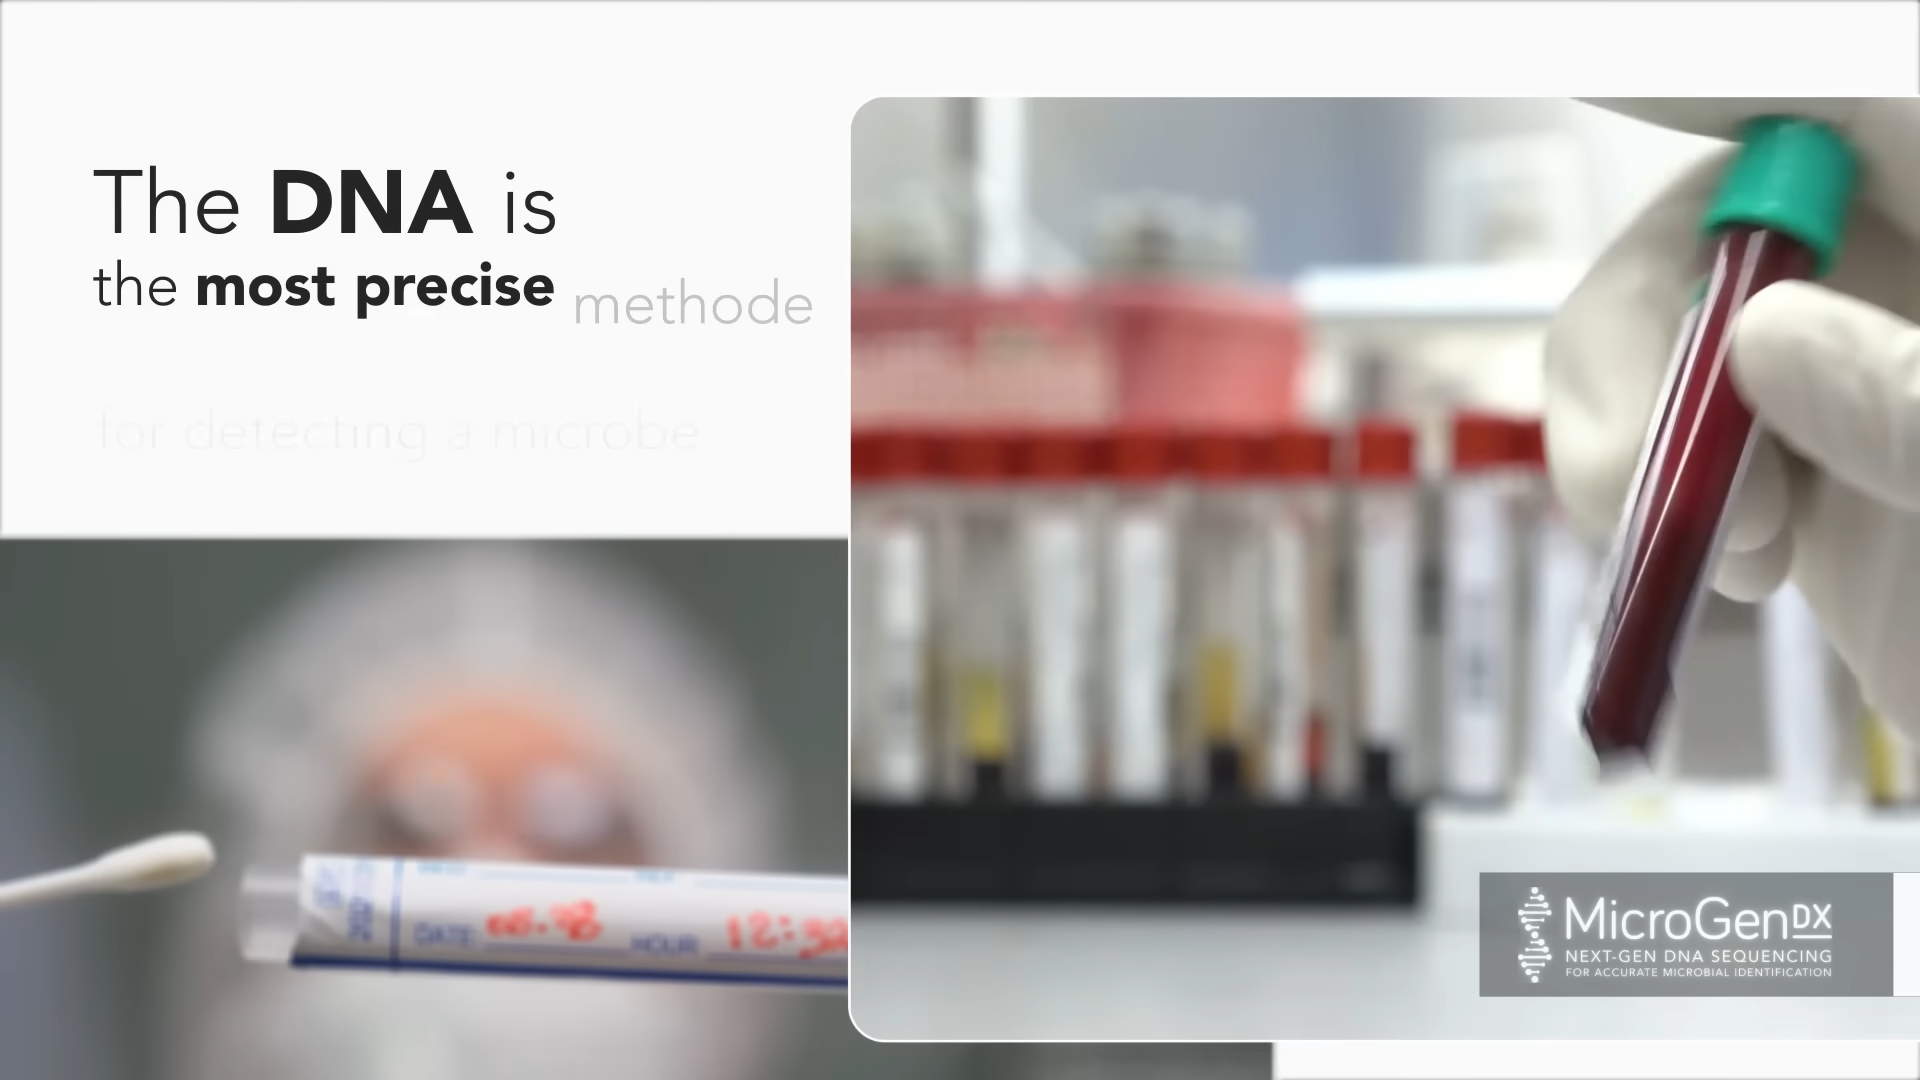 The DNA is
the most precise methode
for detecting a microbe
DATE
HOUR 12:30
MicroGenDX
NEXT-GEN DNA SEQUENCING
FOR ACCURATE MICROBIAL IDENTIFICATION